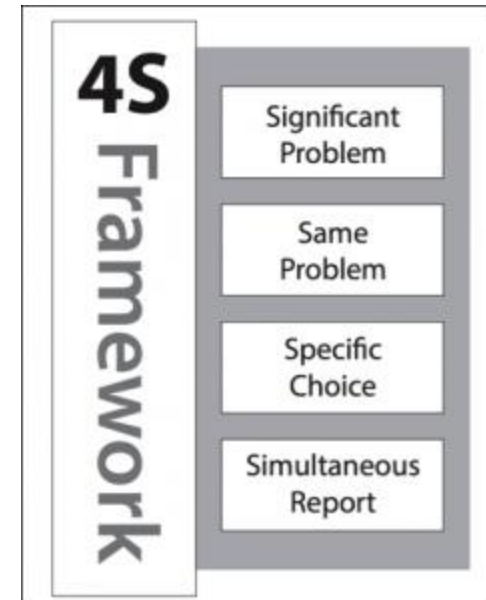 4S
Framework
Significant
Problem
Same
Problem
Specific
Choice
Simultaneous
Report